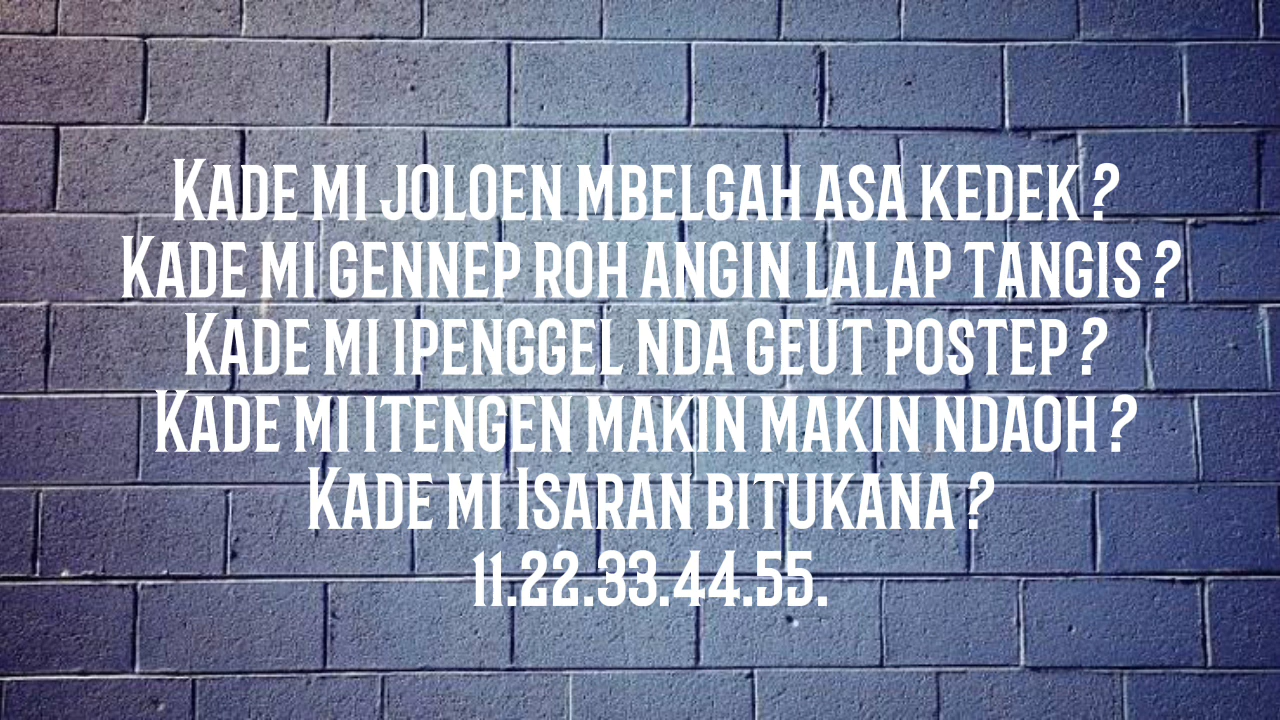 Kade mi joloen mbelgah asa kedek ?
Kade mi gennep roh angin lalap tangis ?
Kade mi ipenggel nda geut postep ?
Kade mi itengen makin makin ndaoh ?
Kade mi Isaran bitukana ?
11.22.33.44.55.